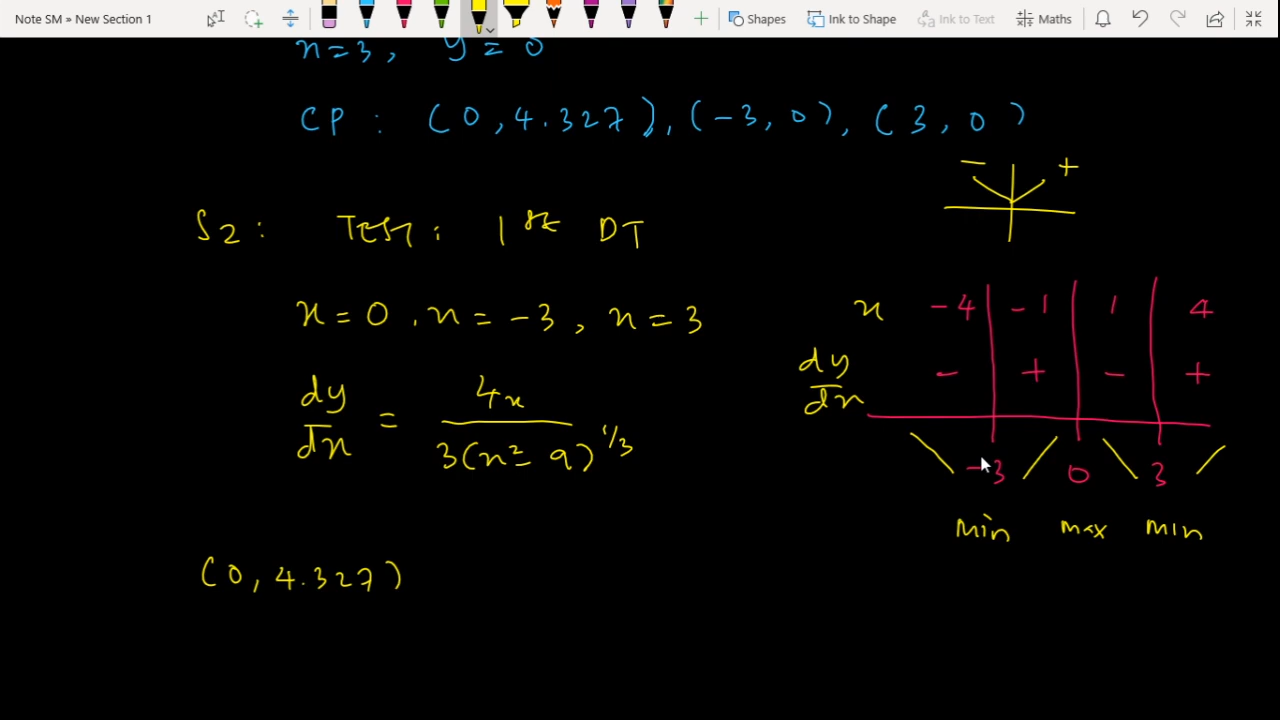 Note SM » New Section 1
Shapes Ink to Shape Ink to Text Maths
x=3, y=0
CP : (0, 4.327), (-3, 0), (3, 0)
- +
S2: TEST: 1st DT
x=0, x=-3, x=3
dy/dx = 4x / 3(x²-9)^1/3
x -4 -1 1 4
dy/dx - + - +
-3 0 3
min max min
(0, 4.327)